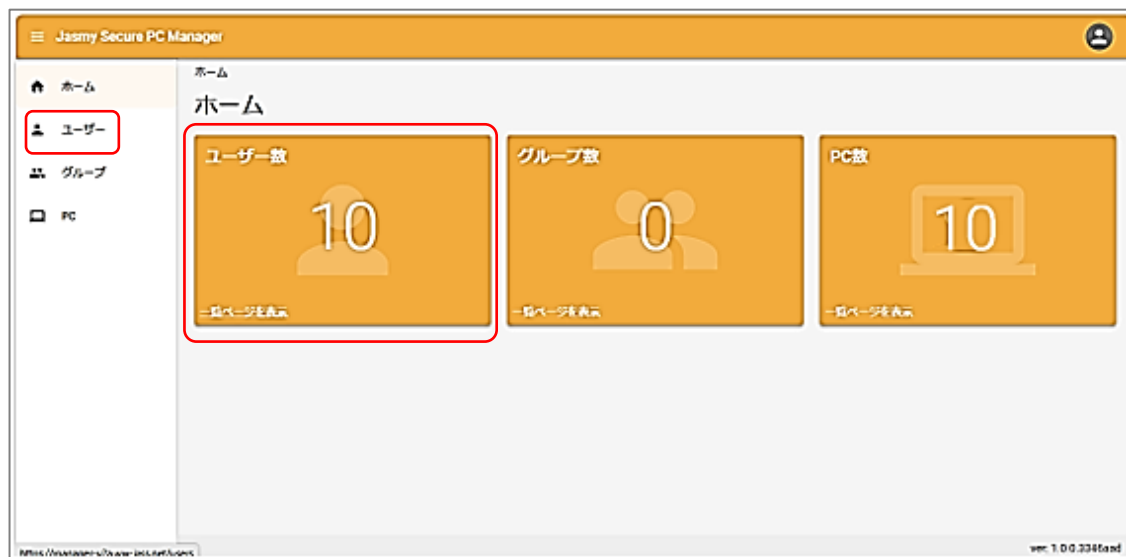 Jasmy Secure PC Manager
ホーム
ユーザー
グループ
PC
ホーム
ホーム
ユーザー数
10
一覧ページを表示
グループ数
0
一覧ページを表示
PC数
10
一覧ページを表示